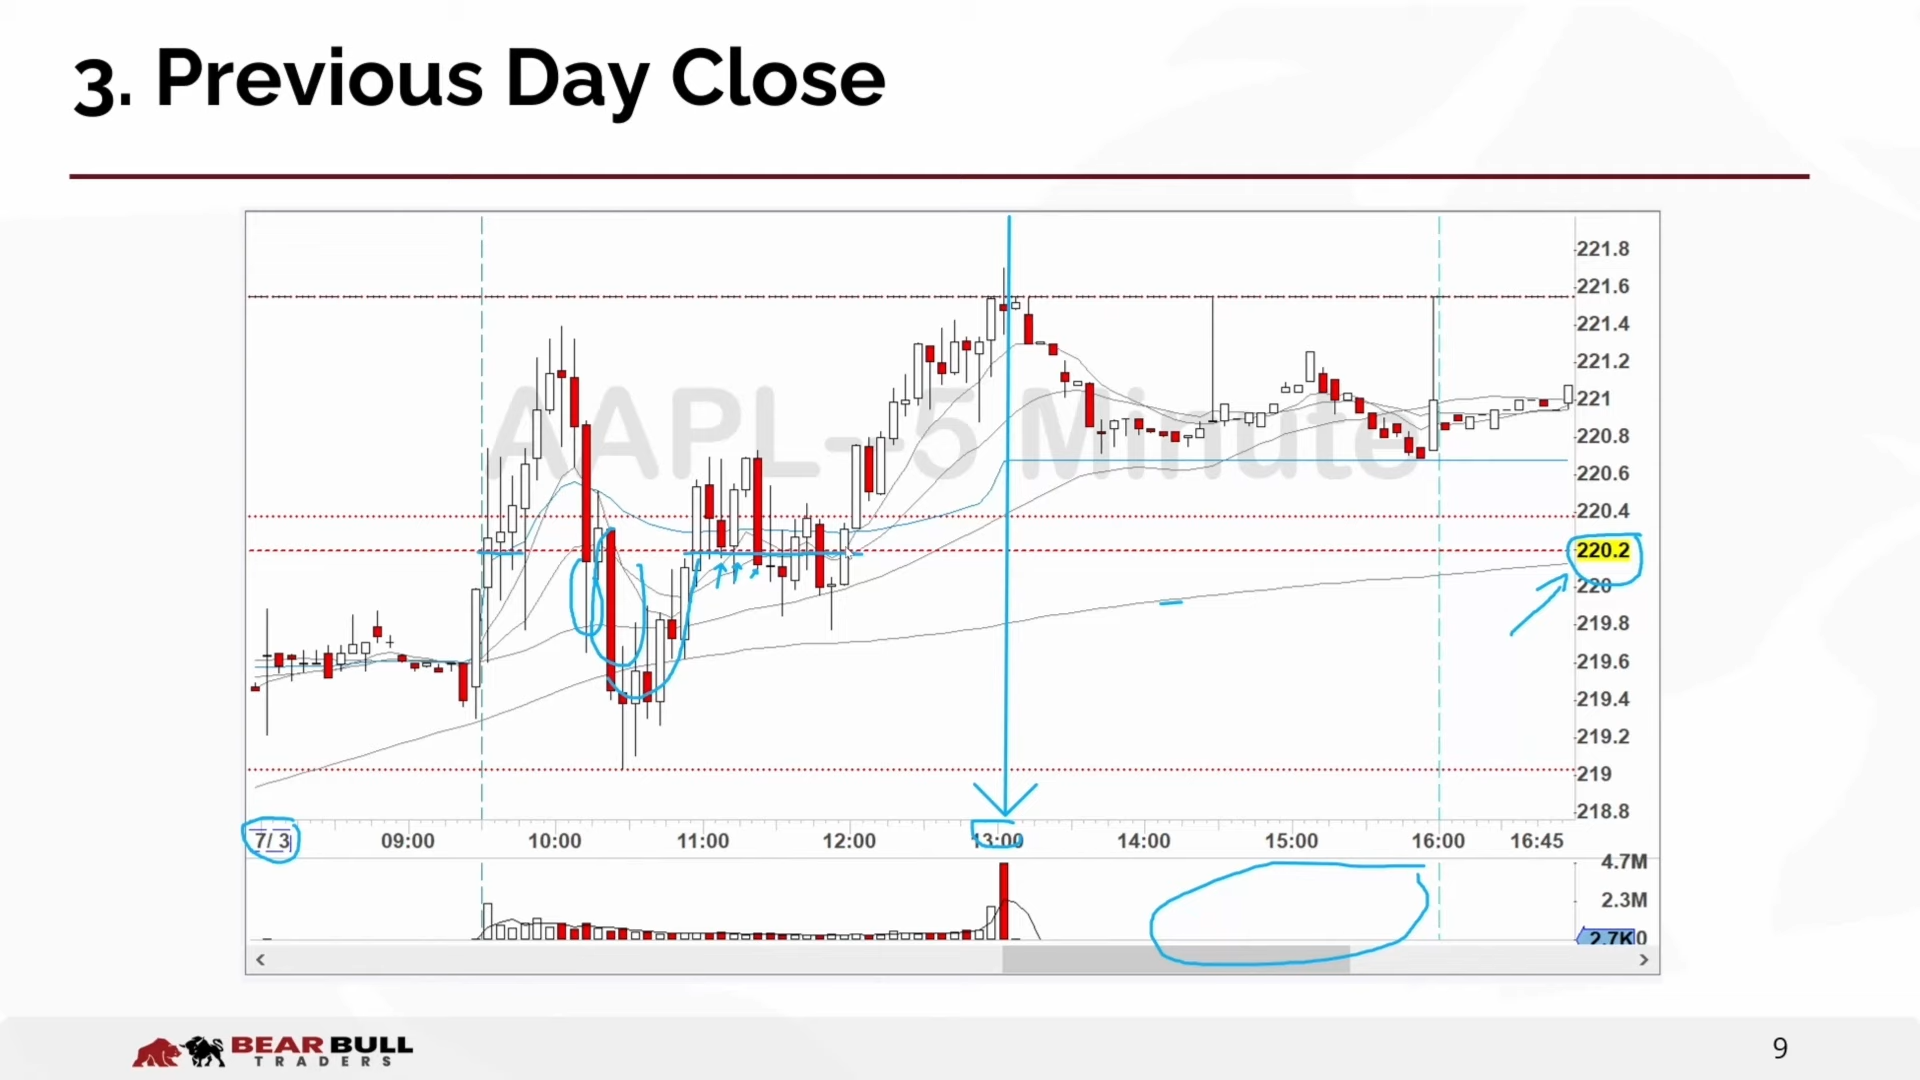 3. Previous Day Close
AAPL--5 Minute
221.8
221.6
221.4
221.2
221
220.8
220.6
220.4
220.2
220
219.8
219.6
219.4
219.2
219
218.8
7/ 3 09:00 10:00 11:00 12:00 13:00 14:00 15:00 16:00 16:45
4.7M
2.3M
2.7K 0
BEAR BULL
TRADERS
9